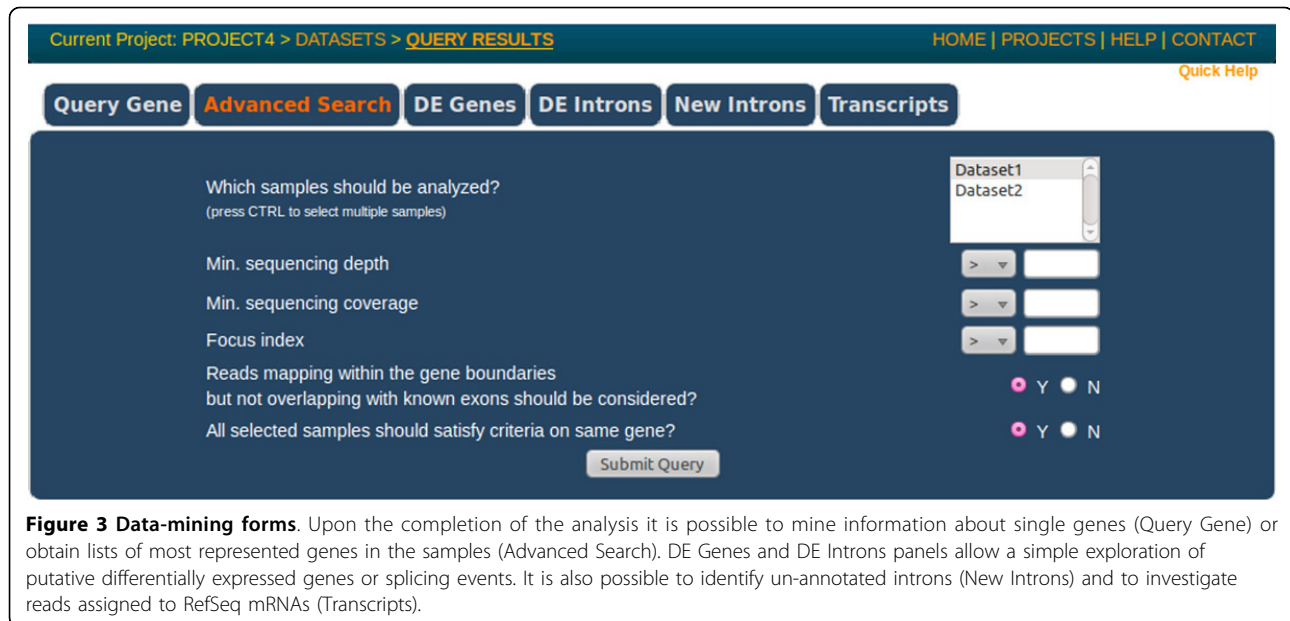 Current Project: PROJECT4 > DATASETS > QUERY RESULTS HOME | PROJECTS | HELP | CONTACT
Quick Help
Query Gene Advanced Search DE Genes DE Introns New Introns Transcripts
Which samples should be analyzed?
(press CTRL to select multiple samples)
Dataset1
Dataset2
Min. sequencing depth >
Min. sequencing coverage >
Focus index >
Reads mapping within the gene boundaries
but not overlapping with known exons should be considered? Y N
All selected samples should satisfy criteria on same gene? Y N
Submit Query
Figure 3 Data-mining forms. Upon the completion of the analysis it is possible to mine information about single genes (Query Gene) or
obtain lists of most represented genes in the samples (Advanced Search). DE Genes and DE Introns panels allow a simple exploration of
putative differentially expressed genes or splicing events. It is also possible to identify un-annotated introns (New Introns) and to investigate
reads assigned to RefSeq mRNAs (Transcripts).